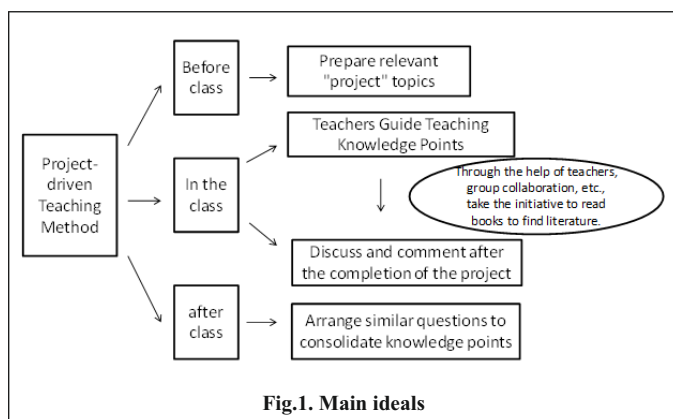 Before
class
Prepare relevant
"project" topics
Teachers Guide Teaching
Knowledge Points
Project-
driven
Teaching
Method
In the
class
Through the help of teachers,
group collaboration, etc.,
take the initiative to read
books to find literature.
Discuss and comment after
the completion of the project
after
class
Arrange similar questions to
consolidate knowledge points
Fig.1. Main ideals